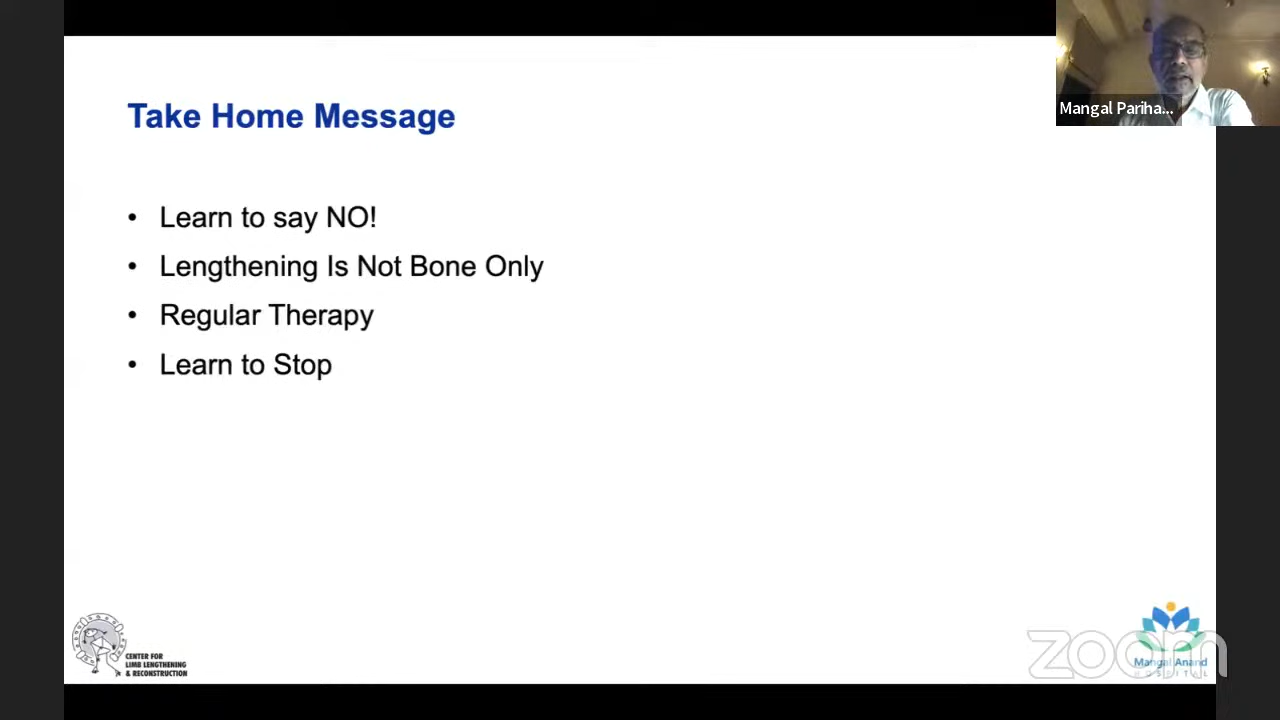 Mangal Pariha...
Take Home Message
• Learn to say NO!
• Lengthening Is Not Bone Only
• Regular Therapy
• Learn to Stop
CENTER FOR
LIMB LENGTHENING
& RECONSTRUCTION
zoom
Mangal Anand
HOSPITAL